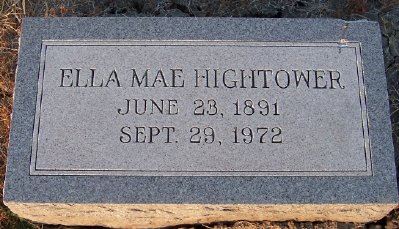 ELLA MAE HIGHTOWER
JUNE 23, 1891
SEPT. 29, 1972